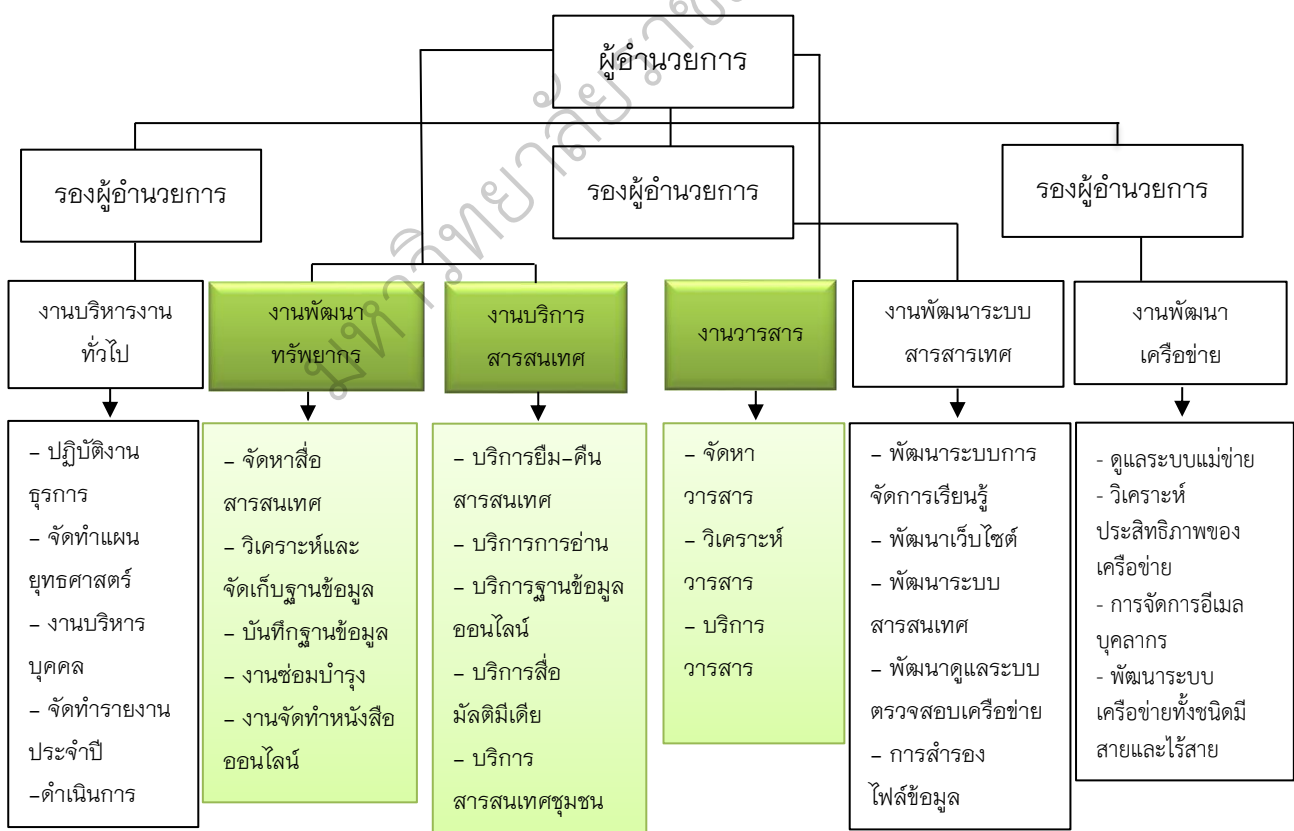 ผู้อำนวยการ
รองผู้อำนวยการ
รองผู้อำนวยการ
รองผู้อำนวยการ
งานบริหารงาน
ทั่วไป
งานพัฒนา
ทรัพยากร
งานบริการ
สารสนเทศ
งานวารสาร
งานพัฒนาระบบ
สารสารเทศ
งานพัฒนา
เครือข่าย
– ปฏิบัติงาน
ธุรการ
– จัดทำแผน
ยุทธศาสตร์
– งานบริหาร
บุคคล
– จัดทำรายงาน
ประจำปี
–ดำเนินการ
– จัดหาสื่อ
สารสนเทศ
– วิเคราะห์และ
จัดเก็บฐานข้อมูล
– บันทึกฐานข้อมูล
– งานซ่อมบำรุง
– งานจัดทำหนังสือ
ออนไลน์
– บริการยืม–คืน
สารสนเทศ
– บริการการอ่าน
– บริการฐานข้อมูล
ออนไลน์
– บริการสื่อ
มัลติมีเดีย
– บริการ
สารสนเทศชุมชน
– จัดหา
วารสาร
– วิเคราะห์
วารสาร
– บริการ
วารสาร
– พัฒนาระบบการ
จัดการเรียนรู้
– พัฒนาเว็บไซต์
– พัฒนาระบบ
สารสนเทศ
– พัฒนาดูแลระบบ
ตรวจสอบเครือข่าย
– การสำรอง
ไฟล์ข้อมูล
- ดูแลระบบแม่ข่าย
- วิเคราะห์
ประสิทธิภาพของ
เครือข่าย
- การจัดการอีเมล
บุคลากร
- พัฒนาระบบ
เครือข่ายทั้งชนิดมี
สายและไร้สาย
มหาวิทยาลัย